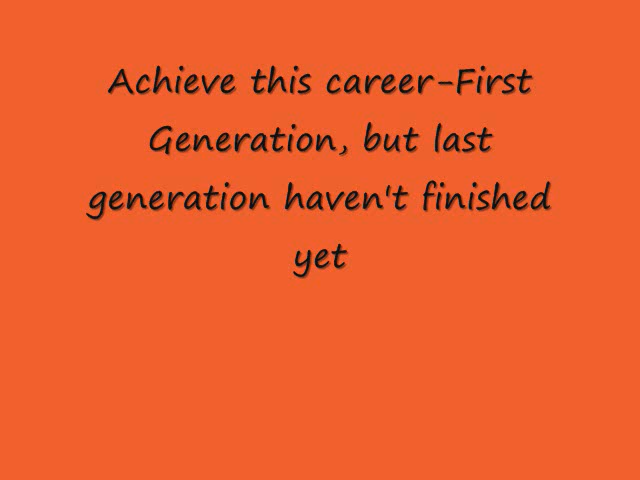 Achieve this career-First
Generation, but last
generation haven't finished
yet